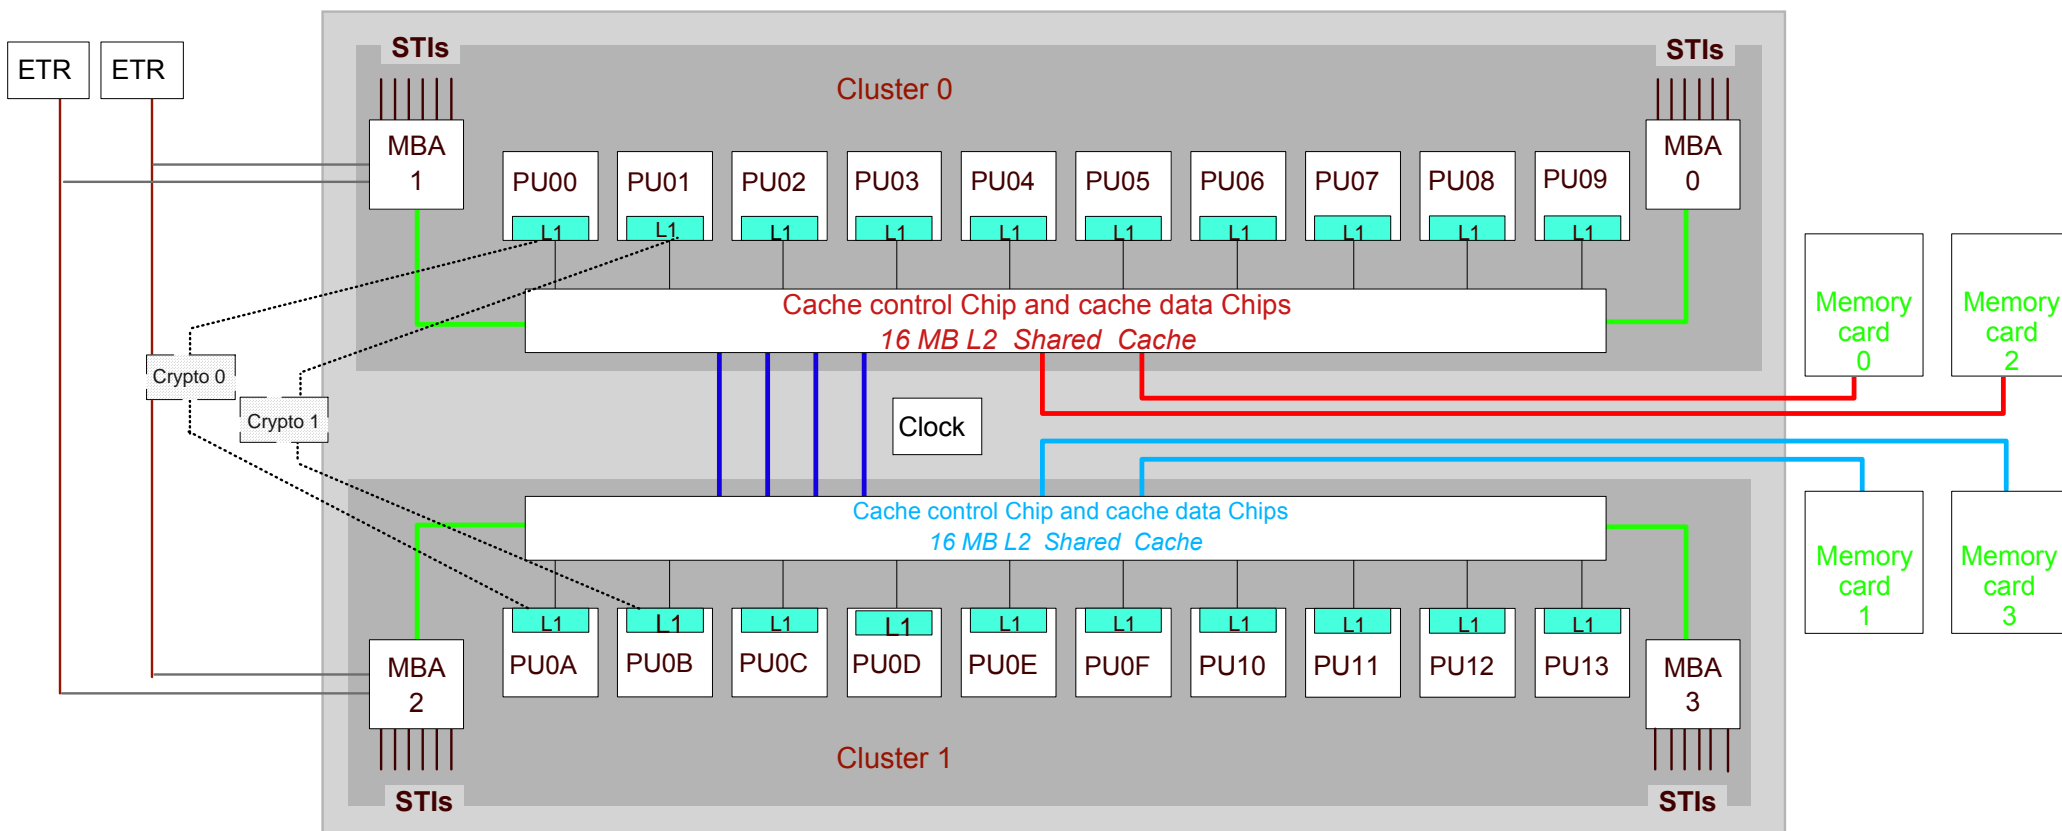 STIs
STIs
ETR
ETR
Cluster 0
MBA
1
MBA
0
PU00
PU01
PU02
PU03
PU04
PU05
PU06
PU07
PU08
PU09
L1
L1
L1
L1
L1
L1
L1
L1
L1
L1
Cache control Chip and cache data Chips
16 MB L2 Shared Cache
Memory
card
0
Memory
card
2
Crypto 0
Crypto 1
Clock
Cache control Chip and cache data Chips
16 MB L2 Shared Cache
Memory
card
1
Memory
card
3
L1
L1
L1
L1
L1
L1
L1
L1
L1
L1
PU0A
PU0B
PU0C
PU0D
PU0E
PU0F
PU10
PU11
PU12
PU13
MBA
2
MBA
3
Cluster 1
STIs
STIs